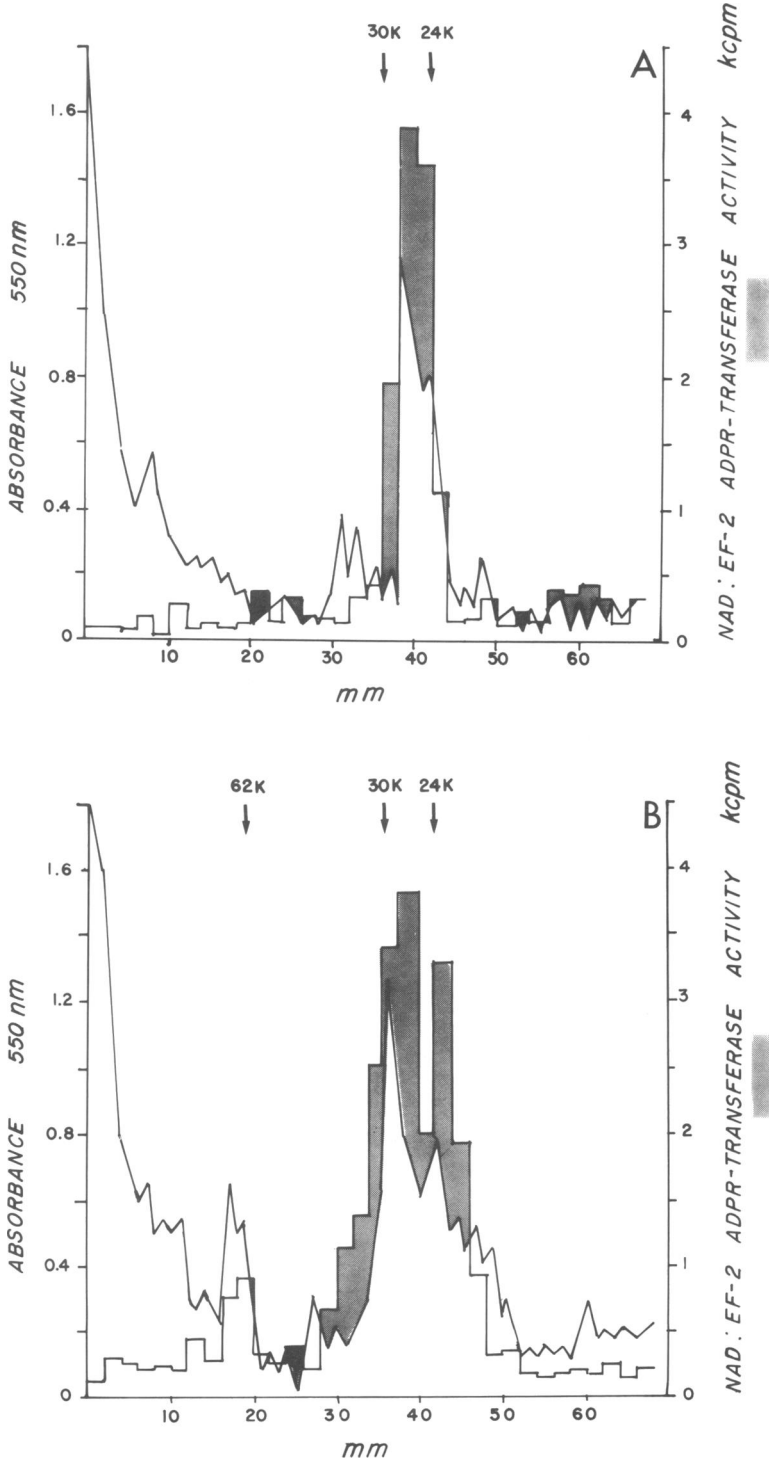 30K 24K
A
1.6
1.2
0.8
0.4
0
ABSORBANCE 550 nm
4
3
2
1
0
NAD: EF-2 ADPR-TRANSFERASE ACTIVITY kcpm
10 20 30 40 50 60
mm
62K 30K 24K
B
1.6
1.2
0.8
0.4
0
ABSORBANCE 550 nm
4
3
2
1
0
NAD: EF-2 ADPR-TRANSFERASE ACTIVITY kcpm
10 20 30 40 50 60
mm